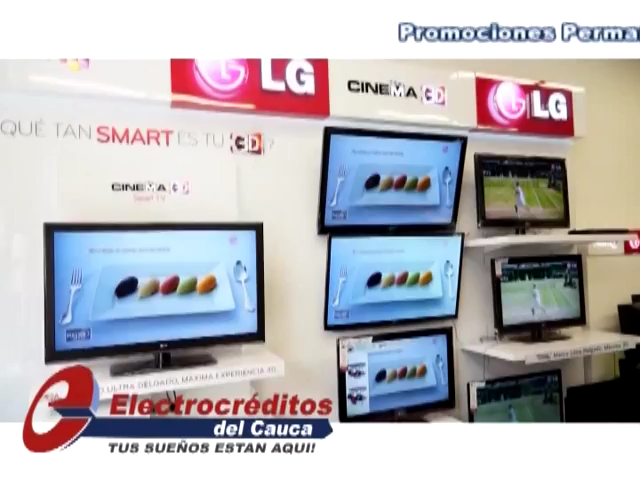 Promociones Perma
LG
CINEMA 3D
LG
QUÉ TAN SMART ES TU 3D?
CINEMA 3D
Smart TV
O, ULTRA DELGADO, MÁXIMA EXPERIENCIA 3D
Electrocréditos
del Cauca
TUS SUEÑOS ESTAN AQUI!